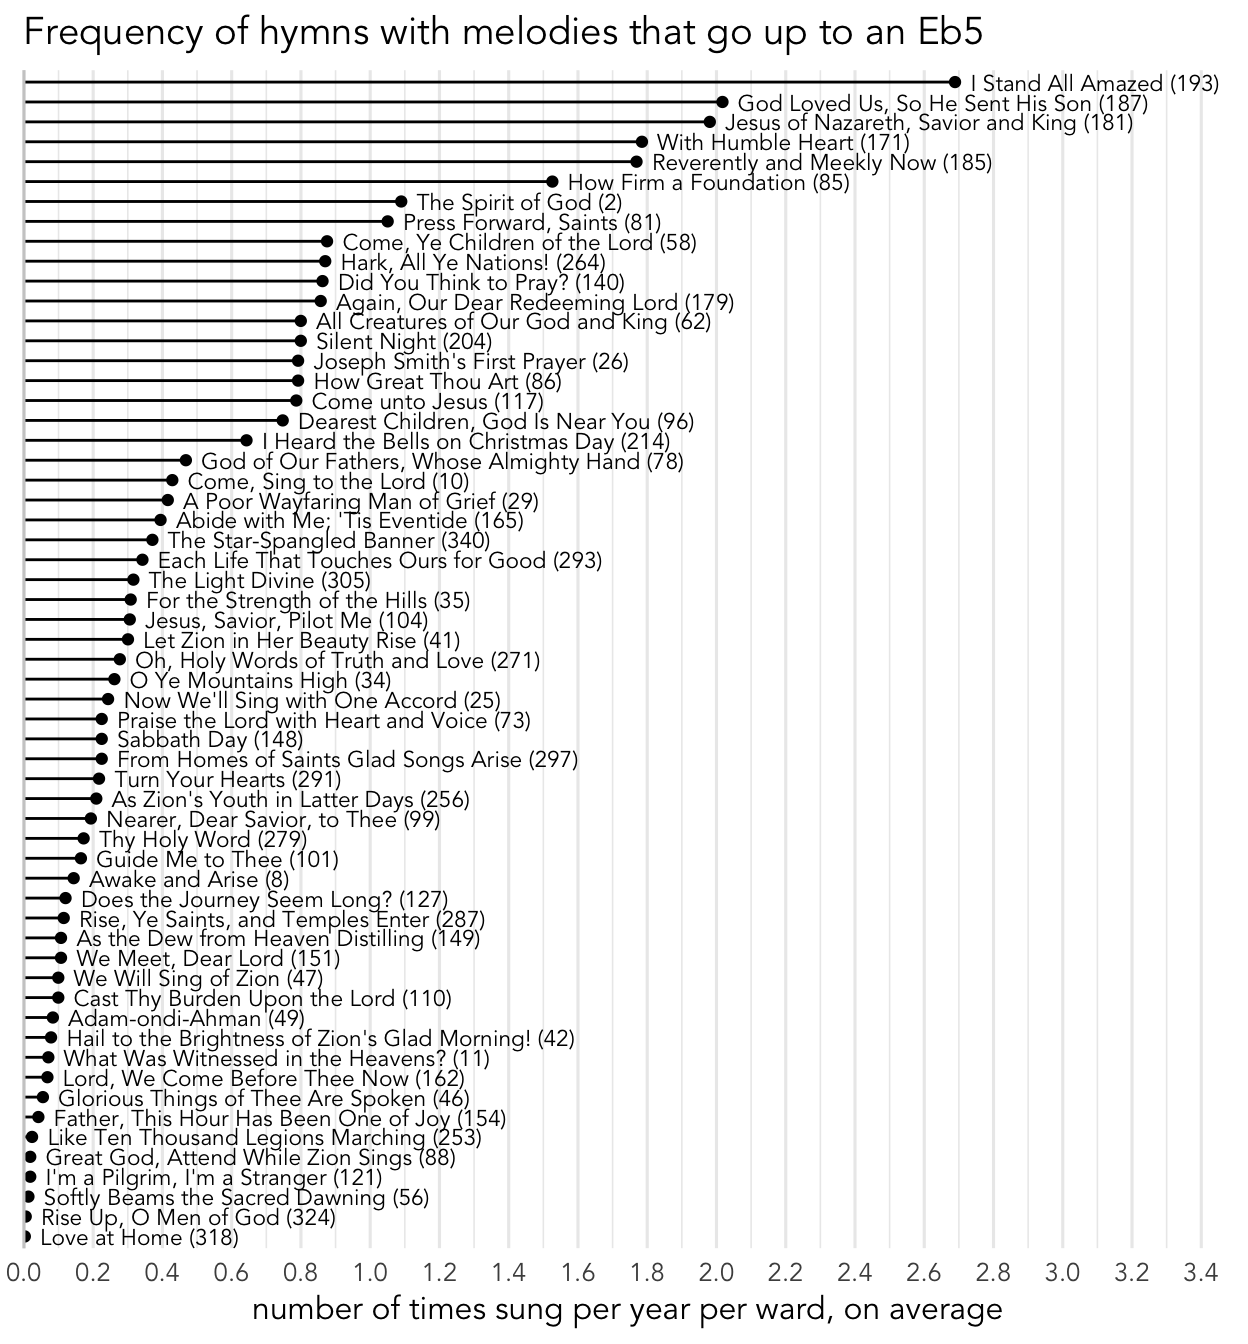 Frequency of hymns with melodies that go up to an Eb5
I Stand All Amazed (193)
God Loved Us, So He Sent His Son (187)
Jesus of Nazareth, Savior and King (181)
With Humble Heart (171)
Reverently and Meekly Now (185)
How Firm a Foundation (85)
The Spirit of God (2)
Press Forward, Saints (81)
Come, Ye Children of the Lord (58)
Hark, All Ye Nations! (264)
Did You Think to Pray? (140)
Again, Our Dear Redeeming Lord (179)
All Creatures of Our God and King (62)
Silent Night (204)
Joseph Smith's First Prayer (26)
How Great Thou Art (86)
Come unto Jesus (117)
Dearest Children, God Is Near You (96)
I Heard the Bells on Christmas Day (214)
God of Our Fathers, Whose Almighty Hand (78)
Come, Sing to the Lord (10)
A Poor Wayfaring Man of Grief (29)
Abide with Me; 'Tis Eventide (165)
The Star-Spangled Banner (340)
Each Life That Touches Ours for Good (293)
The Light Divine (305)
For the Strength of the Hills (35)
Jesus, Savior, Pilot Me (104)
Let Zion in Her Beauty Rise (41)
Oh, Holy Words of Truth and Love (271)
O Ye Mountains High (34)
Now We'll Sing with One Accord (25)
Praise the Lord with Heart and Voice (73)
Sabbath Day (148)
From Homes of Saints Glad Songs Arise (297)
Turn Your Hearts (291)
As Zion's Youth in Latter Days (256)
Nearer, Dear Savior, to Thee (99)
Thy Holy Word (279)
Guide Me to Thee (101)
Awake and Arise (8)
Does the Journey Seem Long? (127)
Rise, Ye Saints, and Temples Enter (287)
As the Dew from Heaven Distilling (149)
We Meet, Dear Lord (151)
We Will Sing of Zion (47)
Cast Thy Burden Upon the Lord (110)
Adam-ondi-Ahman (49)
Hail to the Brightness of Zion's Glad Morning! (42)
What Was Witnessed in the Heavens? (11)
Lord, We Come Before Thee Now (162)
Glorious Things of Thee Are Spoken (46)
Father, This Hour Has Been One of Joy (154)
Like Ten Thousand Legions Marching (253)
Great God, Attend While Zion Sings (88)
I'm a Pilgrim, I'm a Stranger (121)
Softly Beams the Sacred Dawning (56)
Rise Up, O Men of God (324)
Love at Home (318)
0.0 0.2 0.4 0.6 0.8 1.0 1.2 1.4 1.6 1.8 2.0 2.2 2.4 2.6 2.8 3.0 3.2 3.4
number of times sung per year per ward, on average